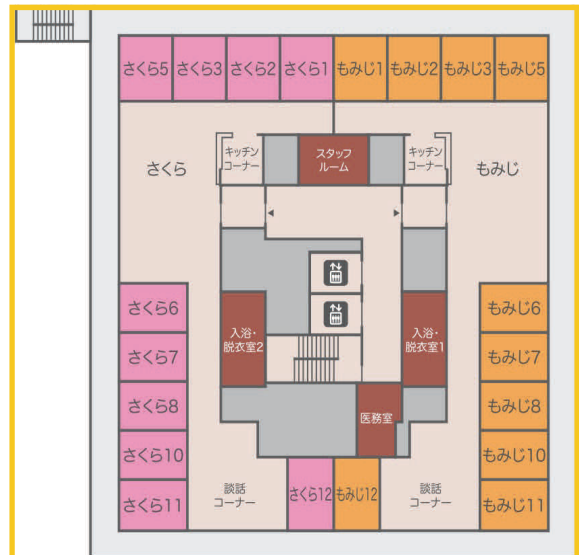 さくら5
さくら3
さくら2
さくら1
もみじ1
もみじ2
もみじ3
もみじ5
さくら
キッチン
コーナー
スタッフ
ルーム
キッチン
コーナー
もみじ
さくら6
さくら7
さくら8
さくら10
さくら11
入浴・
脱衣室2
入浴・
脱衣室1
もみじ6
もみじ7
もみじ8
もみじ10
もみじ11
医務室
談話
コーナー
さくら12
もみじ12
談話
コーナー